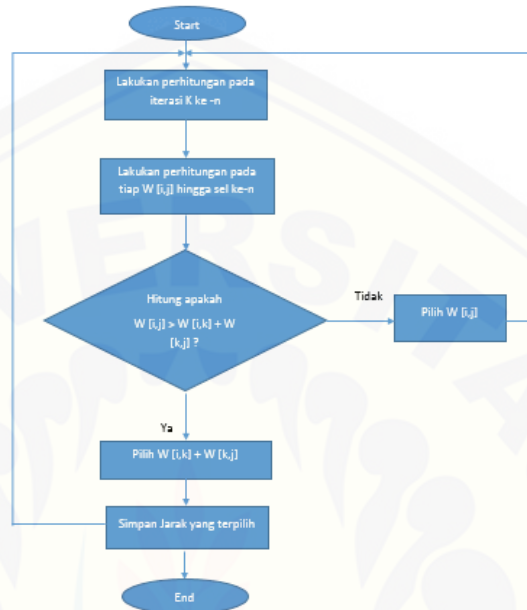 Start
Lakukan perhitungan pada
iterasi K ke -n
Lakukan perhitungan pada
tiap W [i,j] hingga sel ke-n
Hitung apakah
W [i,j] > W [i,k] + W
[k,j] ?
Tidak
Pilih W [i,j]
Ya
Pilih W [i,k] + W [k,j]
Simpan Jarak yang terpilih
End